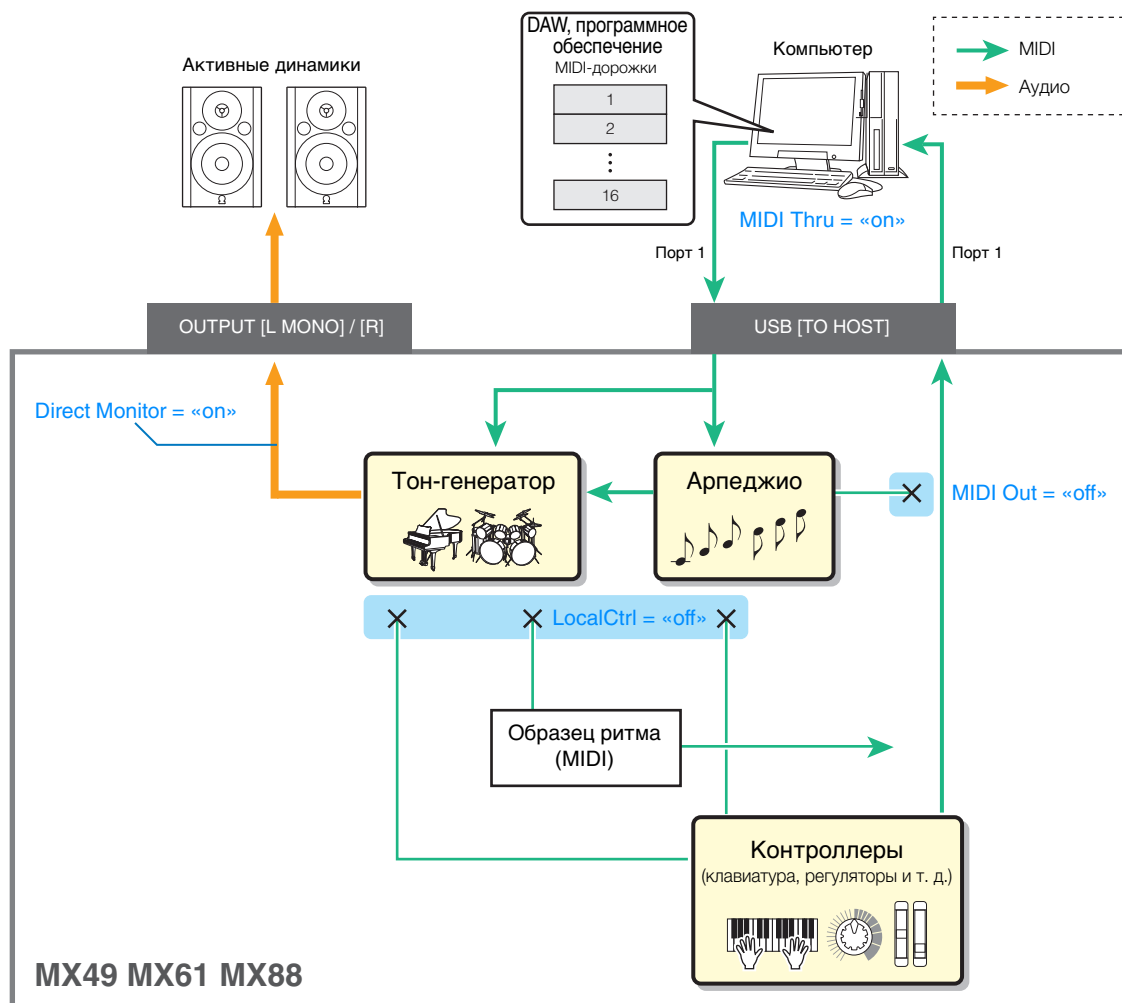 DAW, программное
обеспечение
MIDI-дорожки
1
2
16
Компьютер
MIDI
Аудио
Активные динамики
MIDI Thru = «on»
Порт 1
Порт 1
OUTPUT [L MONO] / [R]
USB [TO HOST]
Direct Monitor = «on»
Тон-генератор
Арпеджио
MIDI Out = «off»
LocalCtrl = «off»
Образец ритма
(MIDI)
Контроллеры
(клавиатура, регуляторы и т. д.)
MX49 MX61 MX88